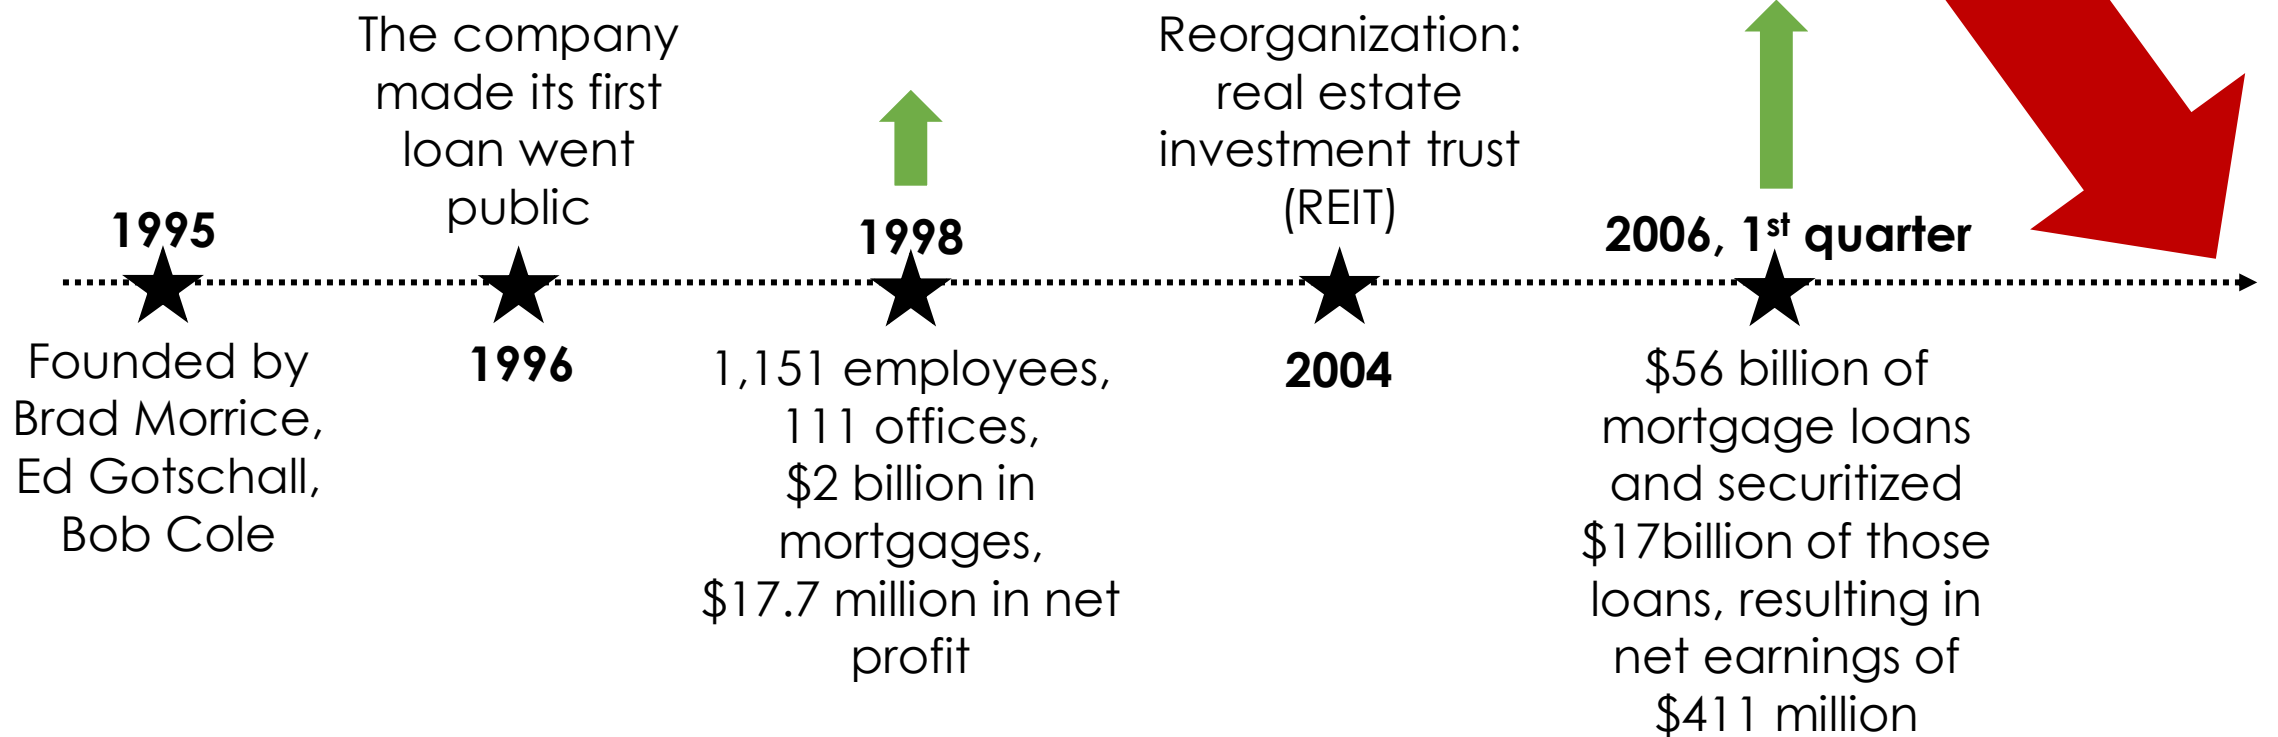 1995
Founded by
Brad Morrice,
Ed Gotschall,
Bob Cole
The company
made its first
loan went
public
1996
1998
1,151 employees,
111 offices,
$2 billion in
mortgages,
$17.7 million in net
profit
Reorganization:
real estate
investment trust
(REIT)
2004
2006, 1st quarter
$56 billion of
mortgage loans
and securitized
$17billion of those
loans, resulting in
net earnings of
$411 million